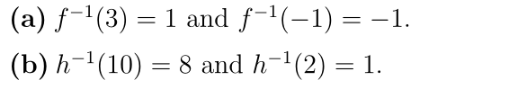 (a) f⁻¹(3) = 1 and f⁻¹(−1) = −1.
(b) h⁻¹(10) = 8 and h⁻¹(2) = 1.